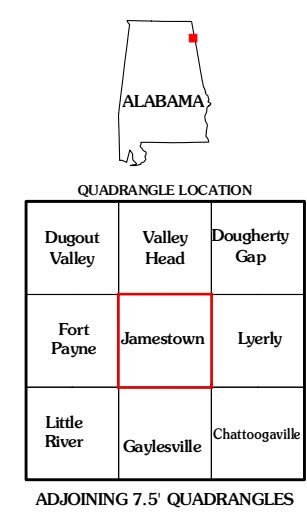 ALABAMA
QUADRANGLE LOCATION
Dugout
Valley
Valley
Head
Dougherty
Gap
Fort
Payne
Jamestown
Lyerly
Little
River
Gaylesville
Chattoogaville
ADJOINING 7.5' QUADRANGLES